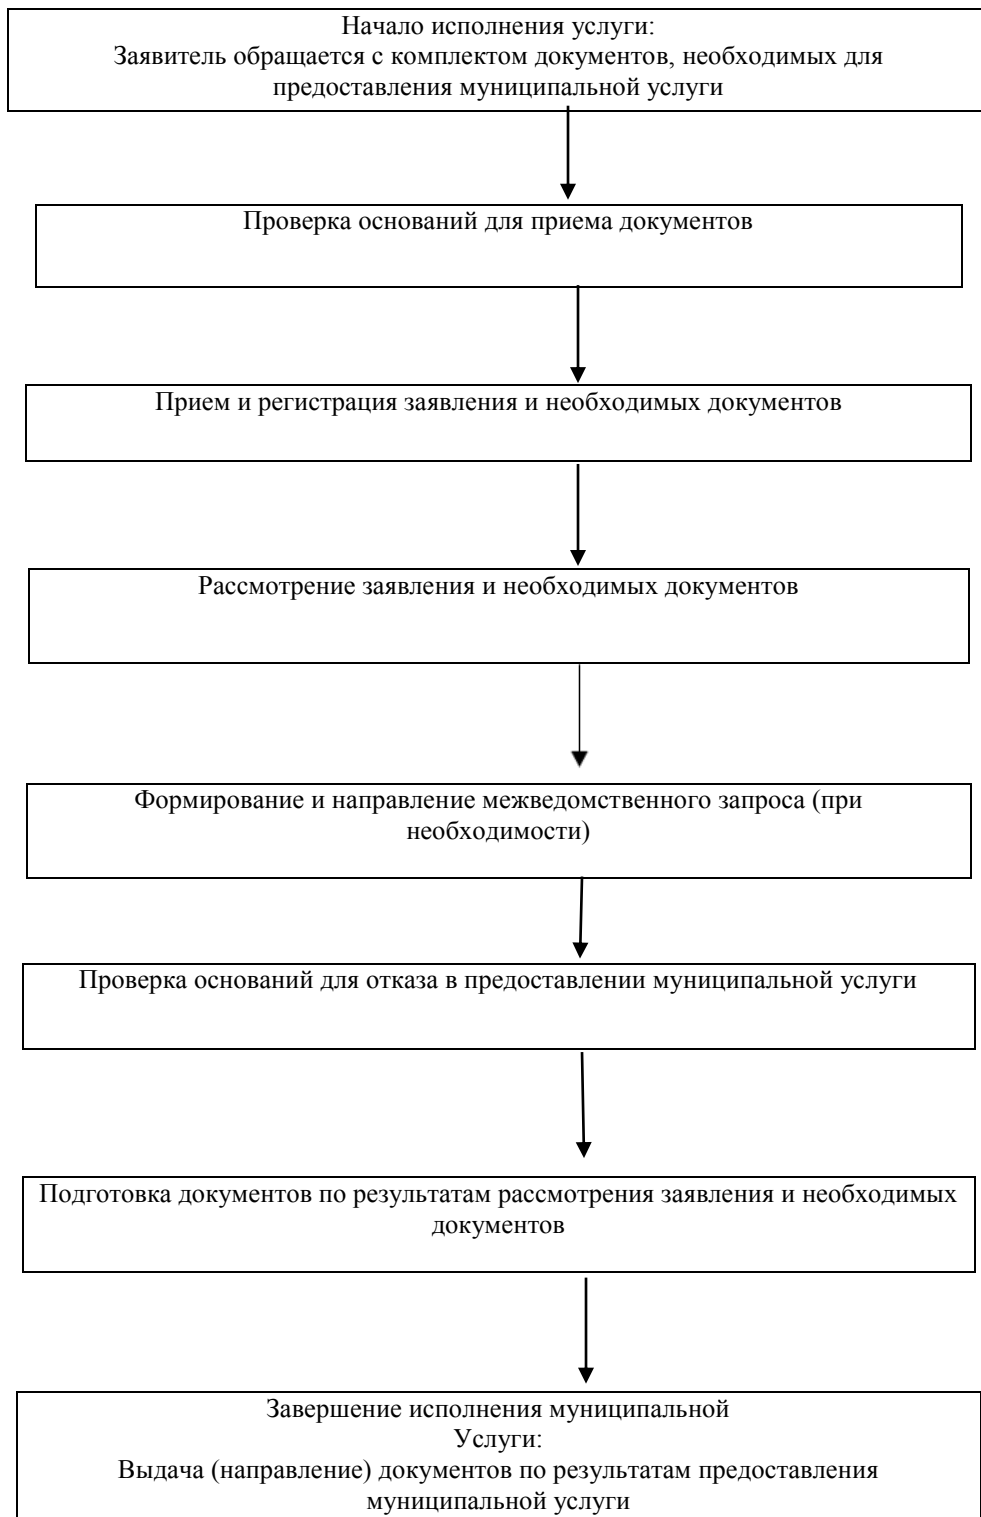 Начало исполнения услуги:
Заявитель обращается с комплектом документов, необходимых для
предоставления муниципальной услуги
Проверка оснований для приема документов
Прием и регистрация заявления и необходимых документов
Рассмотрение заявления и необходимых документов
Формирование и направление межведомственного запроса (при
необходимости)
Проверка оснований для отказа в предоставлении муниципальной услуги
Подготовка документов по результатам рассмотрения заявления и необходимых
документов
Завершение исполнения муниципальной
Услуги:
Выдача (направление) документов по результатам предоставления
муниципальной услуги